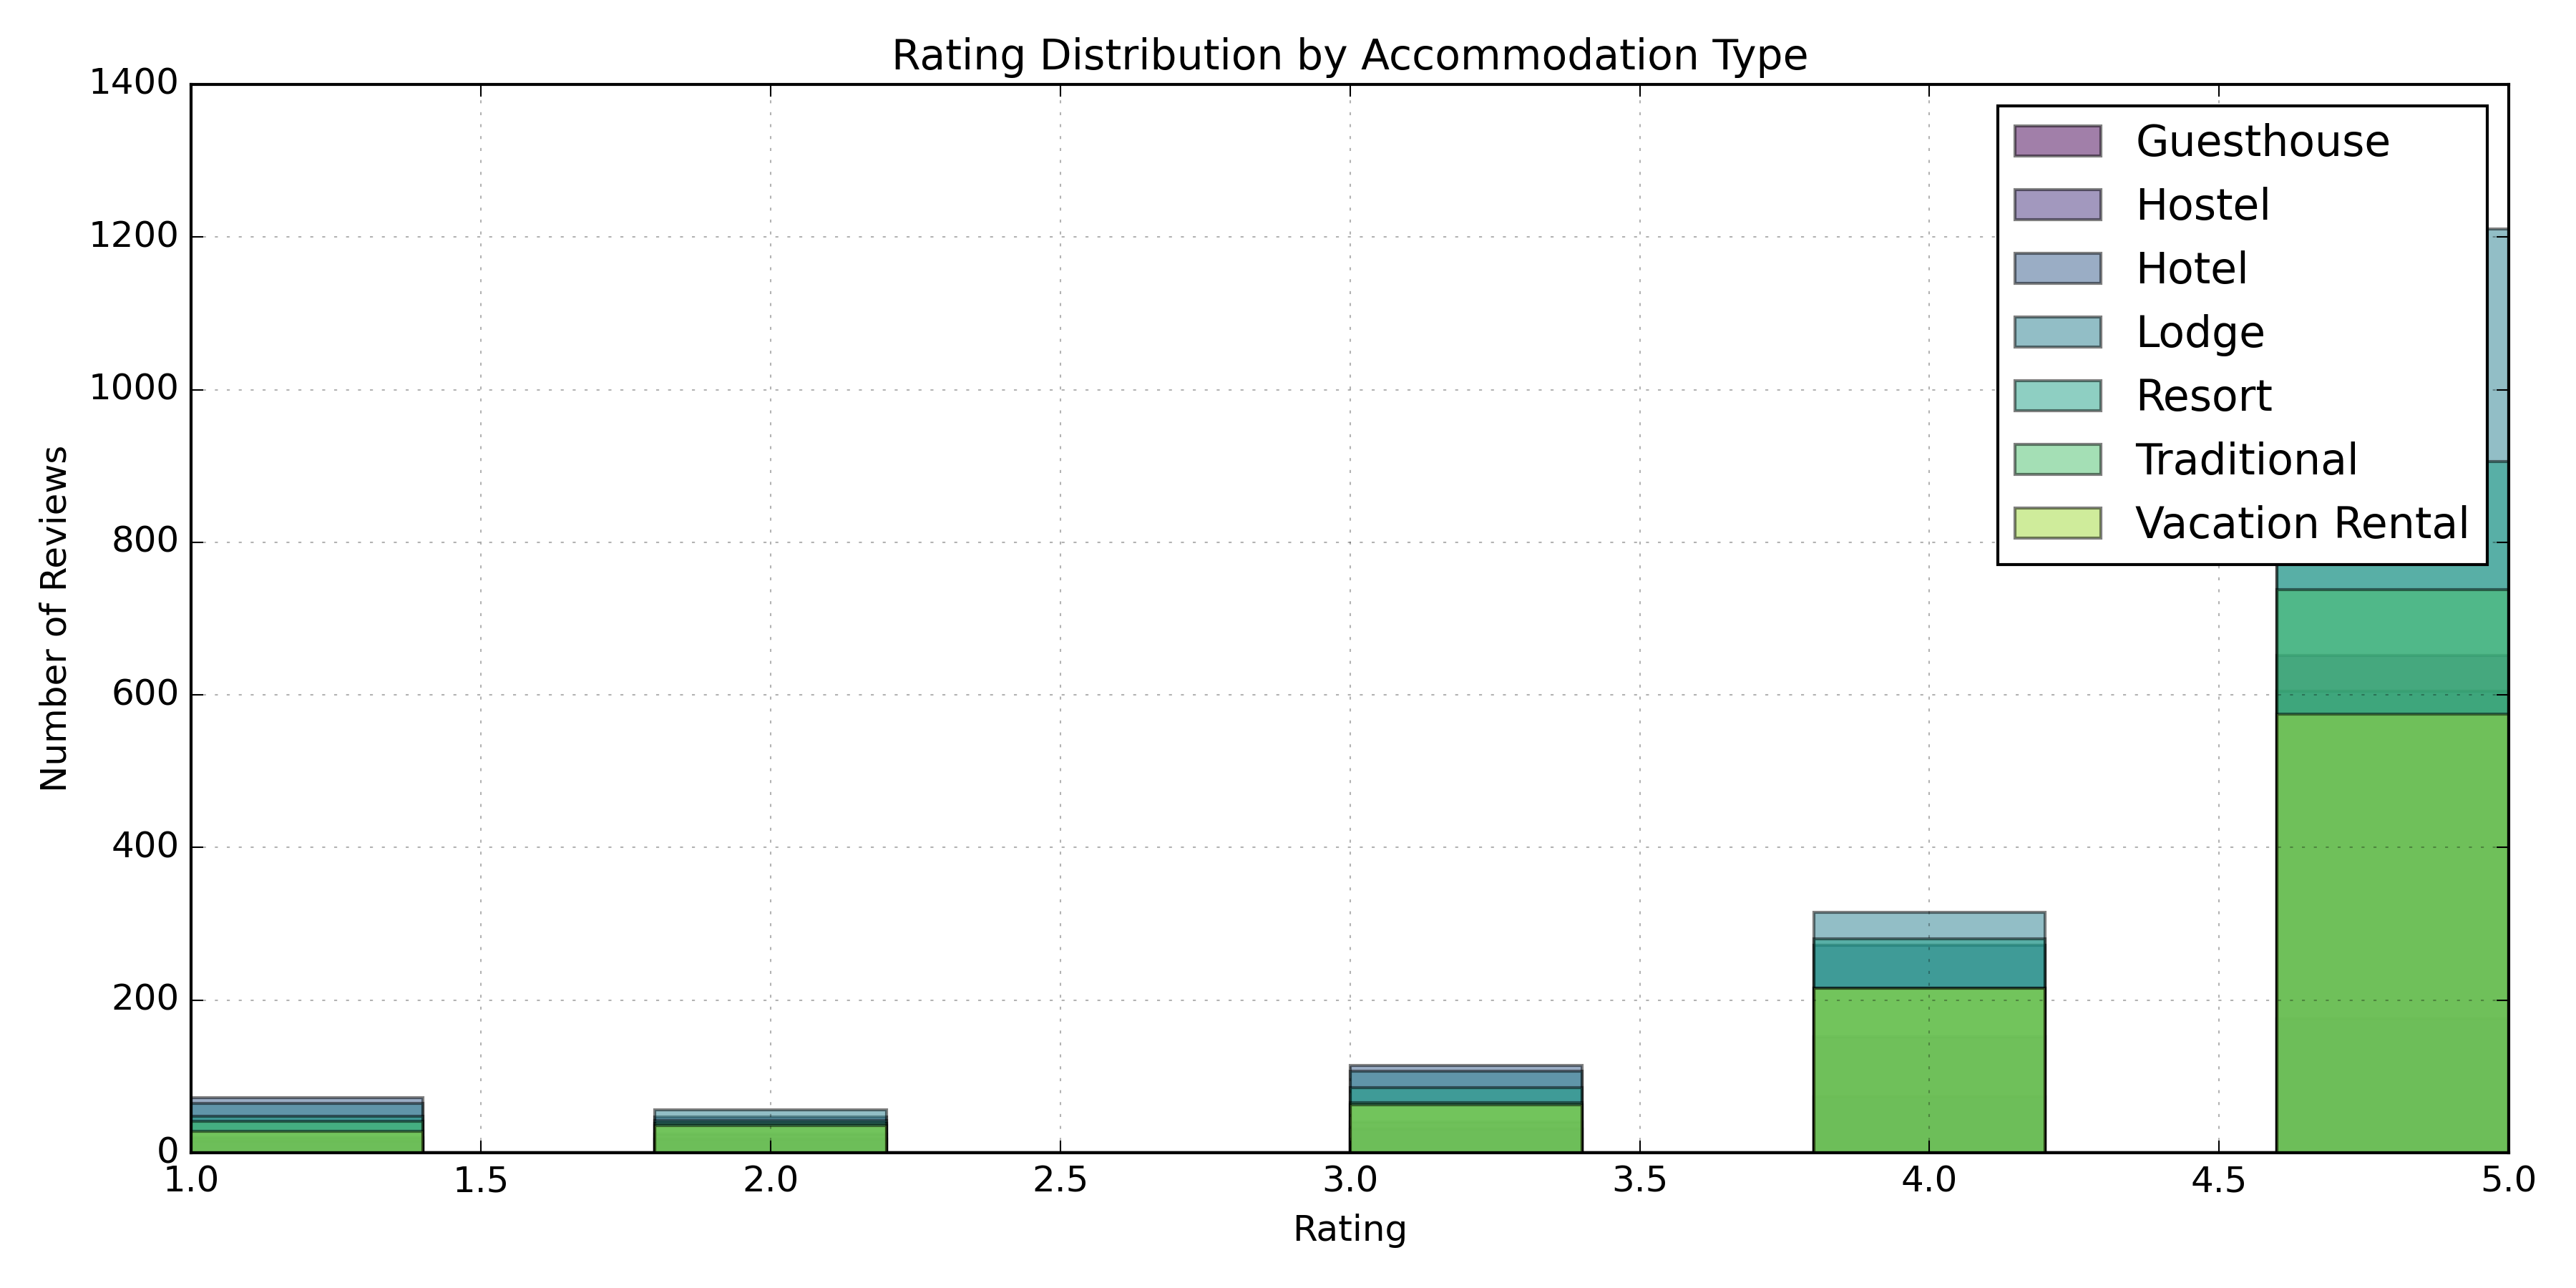 Rating Distribution by Accommodation Type
1400
1200
1000
800
600
400
200
0
Number of Reviews
Guesthouse
Hostel
Hotel
Lodge
Resort
Traditional
Vacation Rental
1.0 1.5 2.0 2.5 3.0 3.5 4.0 4.5 5.0
Rating